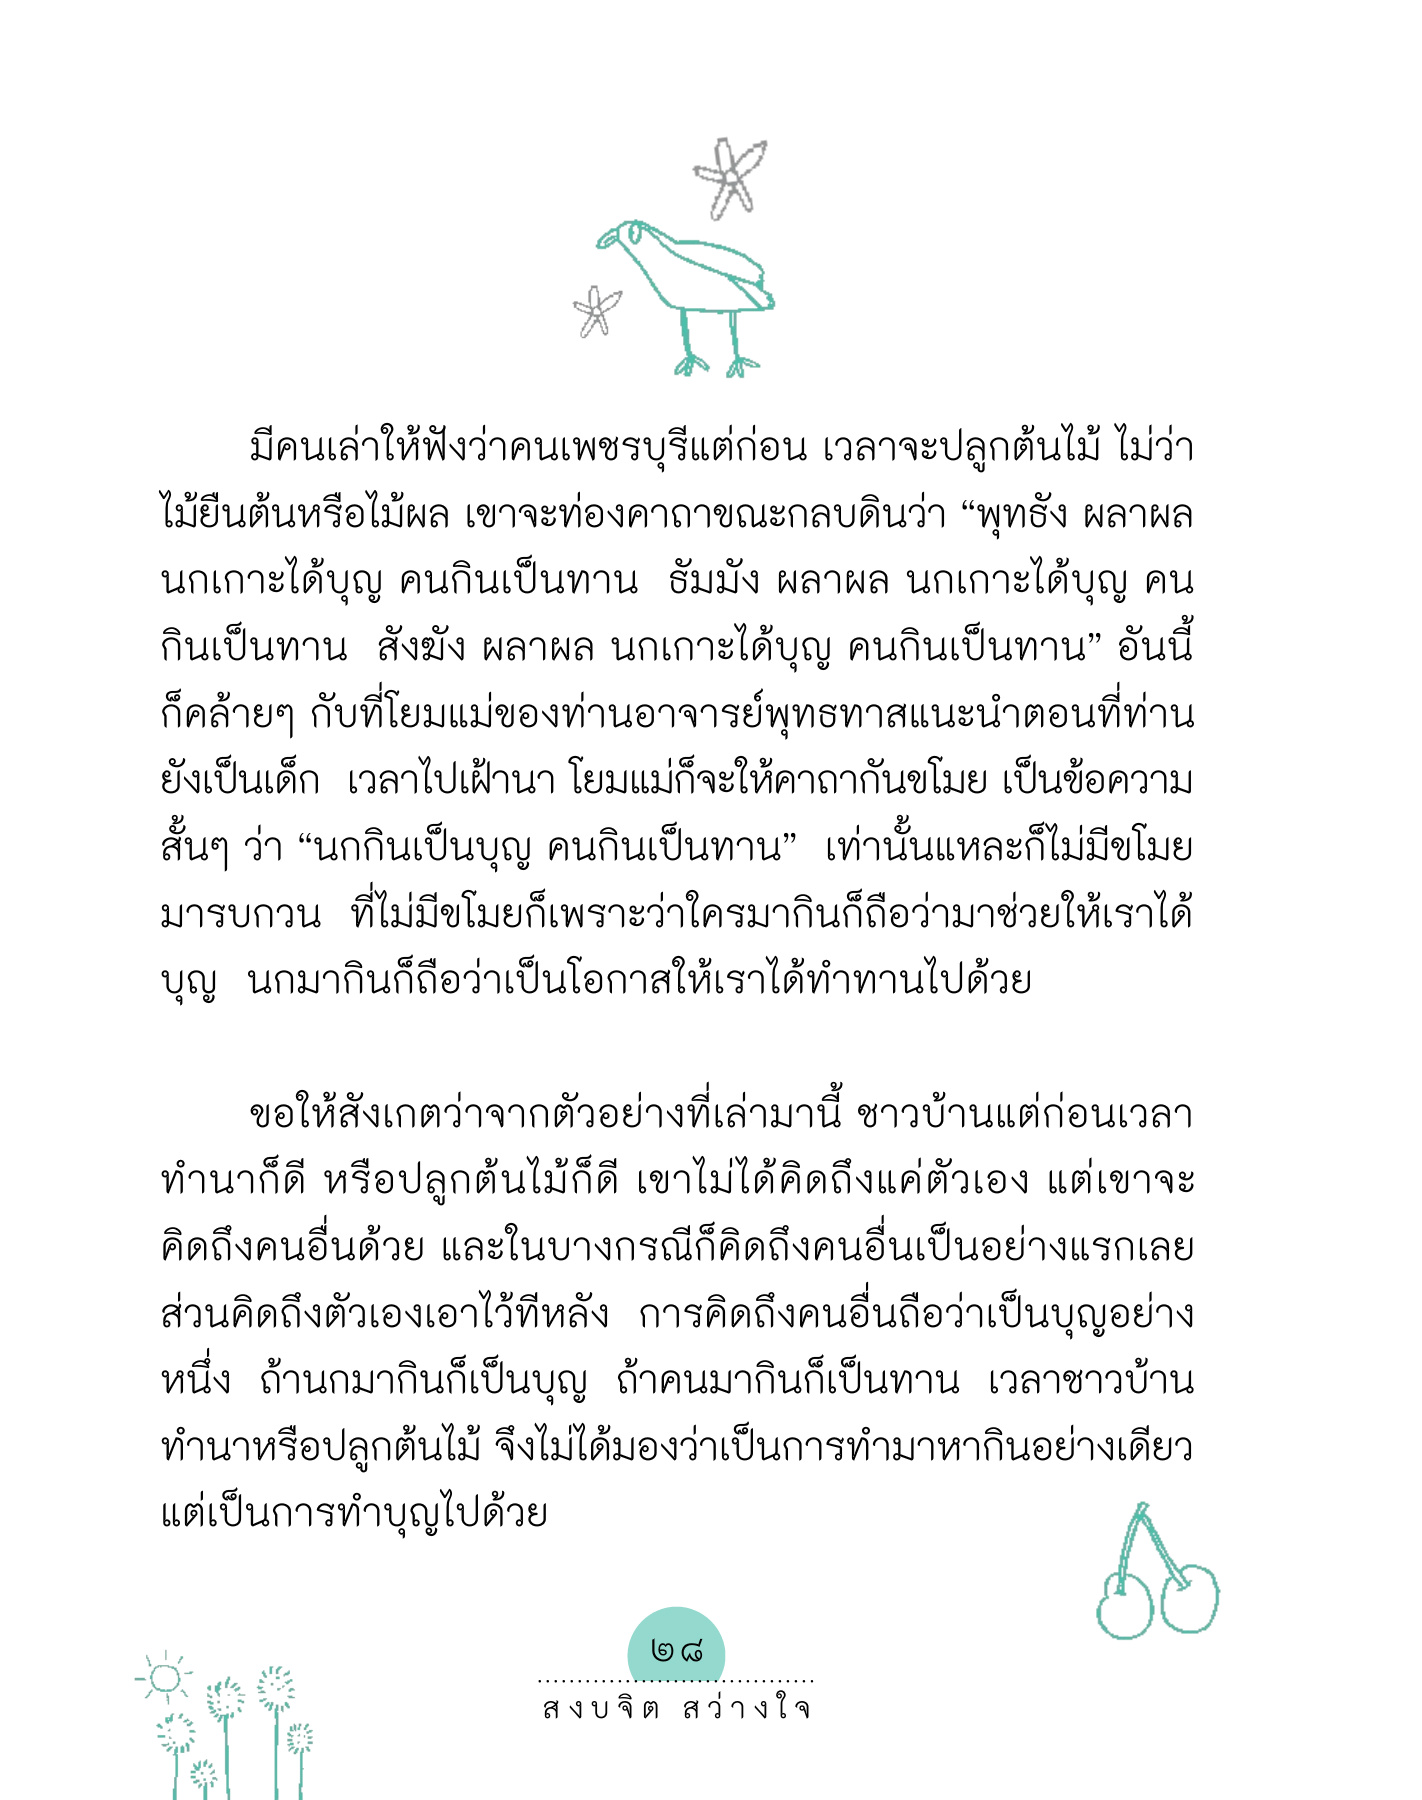 มีคนเล่าให้ฟังว่าคนเพชรบุรีแต่ก่อน เวลาจะปลูกต้นไม้ ไม่ว่า
ไม้ยืนต้นหรือไม้ผล เขาจะท่องคาถาขณะกลบดินว่า “พุทธัง ผลาผล
นกเกาะได้บุญ คนกินเป็นทาน ธัมมัง ผลาผล นกเกาะได้บุญ คน
กินเป็นทาน สังฆัง ผลาผล นกเกาะได้บุญ คนกินเป็นทาน” อันนี้
ก็คล้ายๆ กับที่โยมแม่ของท่านอาจารย์พุทธทาสแนะนำตอนที่ท่าน
ยังเป็นเด็ก เวลาไปเฝ้านา โยมแม่ก็จะให้คาถากันขโมย เป็นข้อความ
สั้นๆ ว่า “นกกินเป็นบุญ คนกินเป็นทาน” เท่านั้นแหละก็ไม่มีขโมย
มารบกวน ที่ไม่มีขโมยก็เพราะว่าใครมากินก็ถือว่ามาช่วยให้เราได้
บุญ นกมากินก็ถือว่าเป็นโอกาสให้เราได้ทำทานไปด้วย
ขอให้สังเกตว่าจากตัวอย่างที่เล่ามานี้ ชาวบ้านแต่ก่อนเวลา
ทำนาก็ดี หรือปลูกต้นไม้ก็ดี เขาไม่ได้คิดถึงแค่ตัวเอง แต่เขาจะ
คิดถึงคนอื่นด้วย และในบางกรณีก็คิดถึงคนอื่นเป็นอย่างแรกเลย
ส่วนคิดถึงตัวเองเอาไว้ทีหลัง การคิดถึงคนอื่นถือว่าเป็นบุญอย่าง
หนึ่ง ถ้านกมากินก็เป็นบุญ ถ้าคนมากินก็เป็นทาน เวลาชาวบ้าน
ทำนาหรือปลูกต้นไม้ จึงไม่ได้มองว่าเป็นการทำมาหากินอย่างเดียว
แต่เป็นการทำบุญไปด้วย
๒๘
สงบจิต สว่างใจ